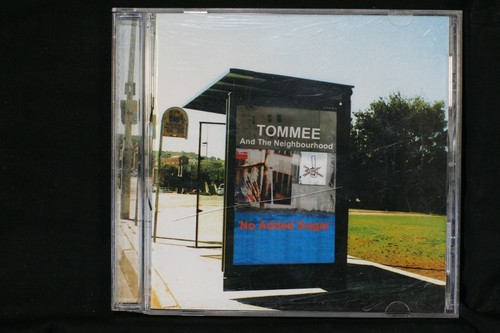 TOMMEE
And The Neighbourhood
No Added Sugar